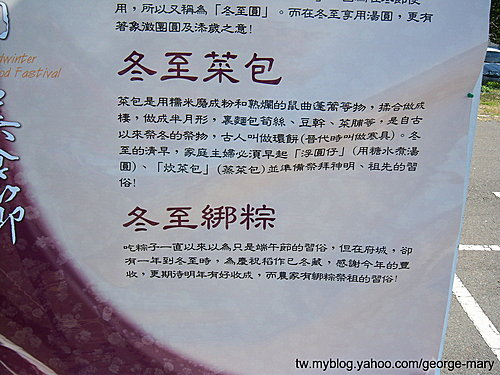 用，所以又稱為「冬至圓」。而在冬至享用湯圓，更有
著象徵團圓及添歲之意!
dwinter
od Fastival
冬至菜包
菜包是用糯米磨成粉和熟爛的鼠曲蓬蒿等物，揉合做成
樓，做成半月形，裏麵包筍絲、豆幹、菜脯等，是自古
以來祭冬的祭物，古人叫做環餅(晉代時叫做寒具)。冬
至的清早，家庭主婦必須早起「浮圓仔」(用糖水煮湯
圓)、「炊菜包」(蒸菜包)並準備祭拜神明、祖先的習
俗!
美食節
冬至綁粽
吃粽子一直以來以為只是端午節的習俗，但在府城，卻
有一年到冬至時，為慶祝稻作已冬藏，感謝今年的豐
收，更期待明年有好收成，而農家有綁粽祭祖的習俗!
tw.myblog.yahoo.com/george-mary